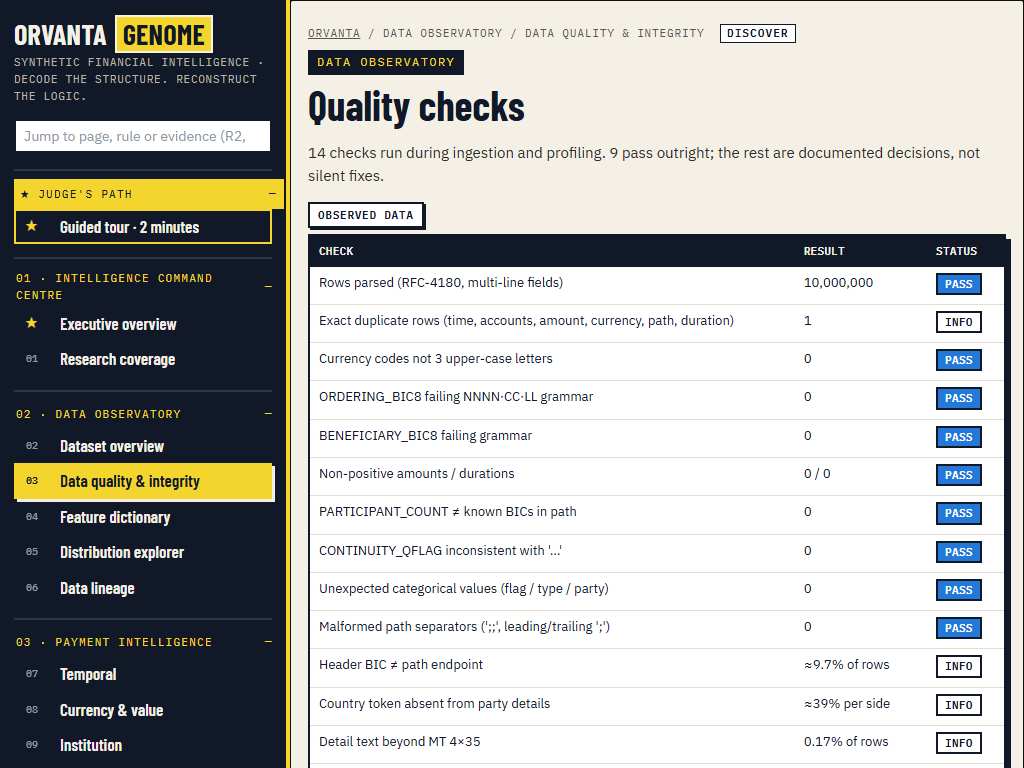 ORVANTA GENOME
SYNTHETIC FINANCIAL INTELLIGENCE ·
DECODE THE STRUCTURE. RECONSTRUCT
THE LOGIC.
Jump to page, rule or evidence (R2,
★ JUDGE'S PATH −
★ Guided tour · 2 minutes
01 · INTELLIGENCE COMMAND
CENTRE −
★ Executive overview
01 Research coverage
02 · DATA OBSERVATORY −
02 Dataset overview
03 Data quality & integrity
04 Feature dictionary
05 Distribution explorer
06 Data lineage
03 · PAYMENT INTELLIGENCE −
07 Temporal
08 Currency & value
09 Institution
ORVANTA / DATA OBSERVATORY / DATA QUALITY & INTEGRITY DISCOVER
DATA OBSERVATORY
Quality checks
14 checks run during ingestion and profiling. 9 pass outright; the rest are documented decisions, not
silent fixes.
OBSERVED DATA
CHECK RESULT STATUS
Rows parsed (RFC-4180, multi-line fields) 10,000,000 PASS
Exact duplicate rows (time, accounts, amount, currency, path, duration) 1 INFO
Currency codes not 3 upper-case letters 0 PASS
ORDERING_BIC8 failing NNNN·CC·LL grammar 0 PASS
BENEFICIARY_BIC8 failing grammar 0 PASS
Non-positive amounts / durations 0 / 0 PASS
PARTICIPANT_COUNT ≠ known BICs in path 0 PASS
CONTINUITY_QFLAG inconsistent with '...' 0 PASS
Unexpected categorical values (flag / type / party) 0 PASS
Malformed path separators (';;', leading/trailing ';') 0 PASS
Header BIC ≠ path endpoint ≈9.7% of rows INFO
Country token absent from party details ≈39% per side INFO
Detail text beyond MT 4×35 0.17% of rows INFO